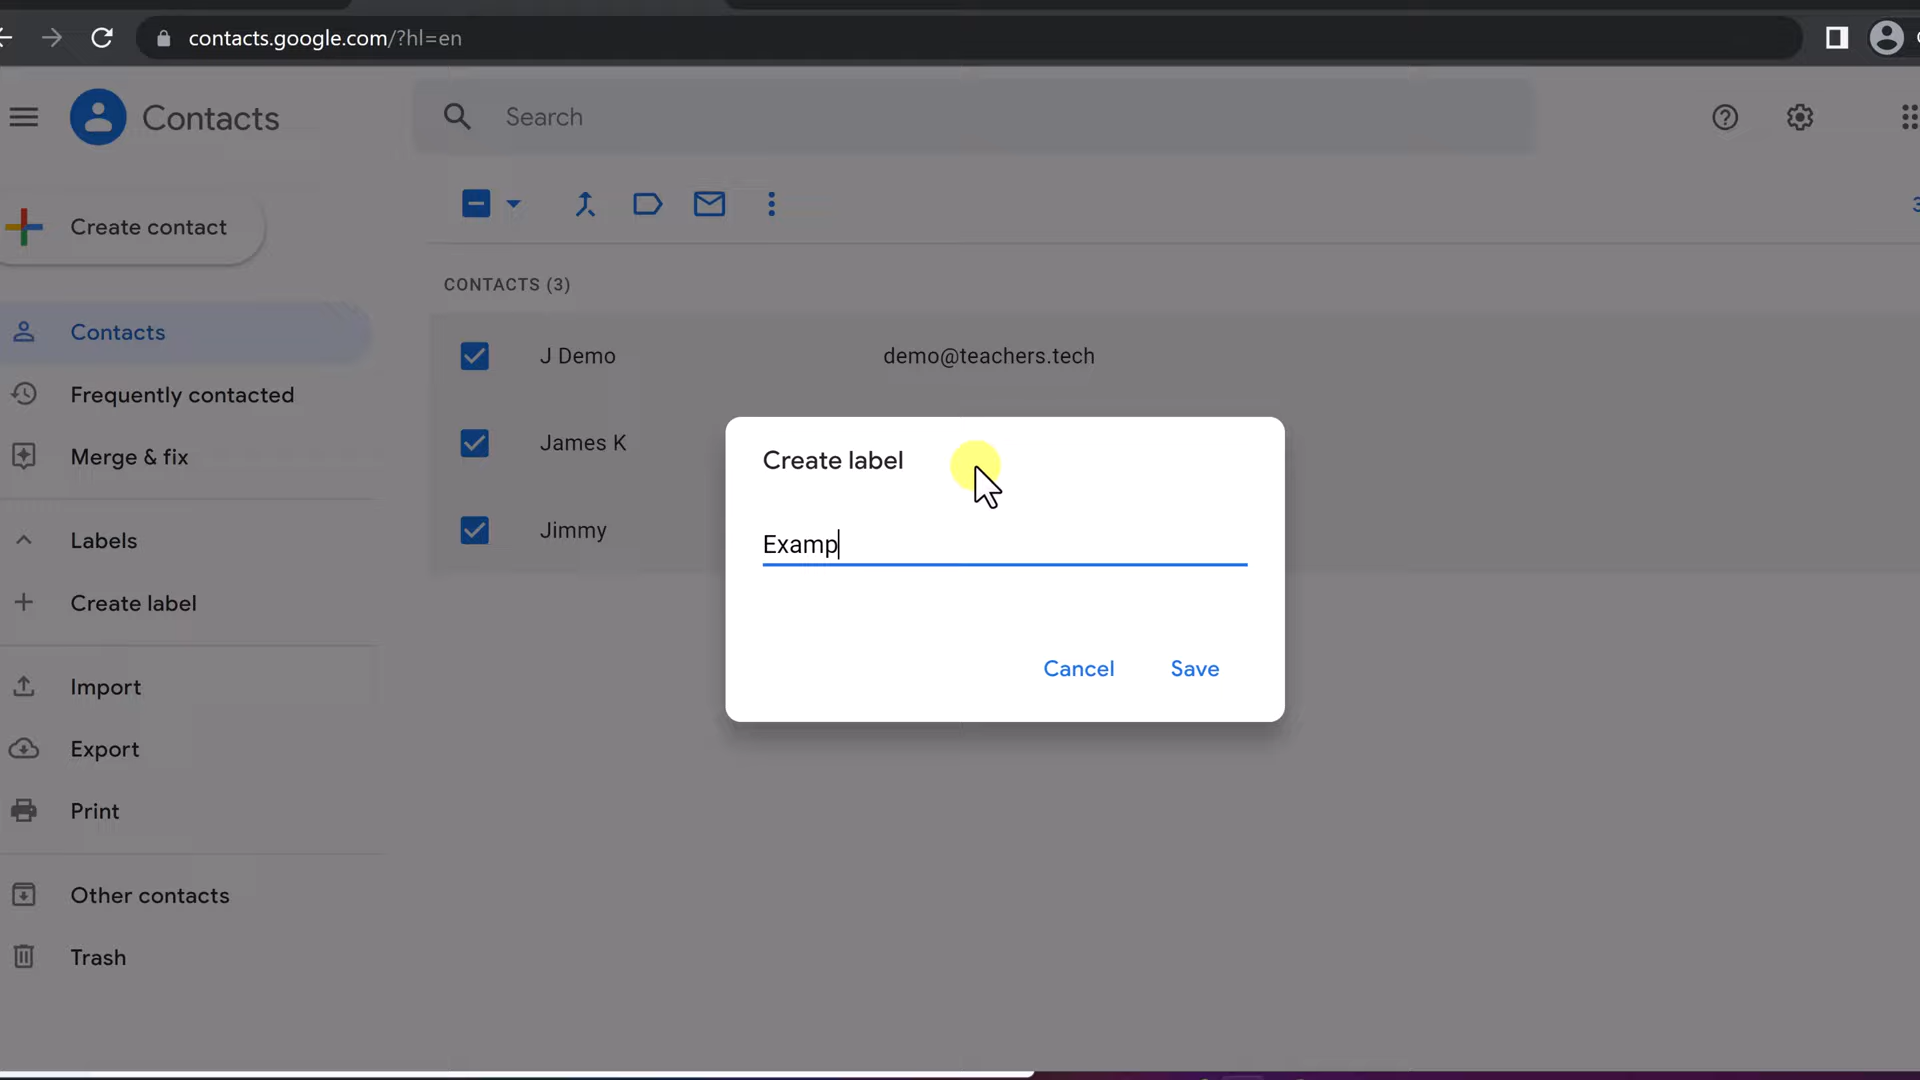 contacts.google.com/?hl=en
Contacts
Search
Create contact
CONTACTS (3)
Contacts
J Demo demo@teachers.tech
Frequently contacted
James K
Merge & fix
Create label
Jimmy
Examp
Labels
Create label
Cancel Save
Import
Export
Print
Other contacts
Trash